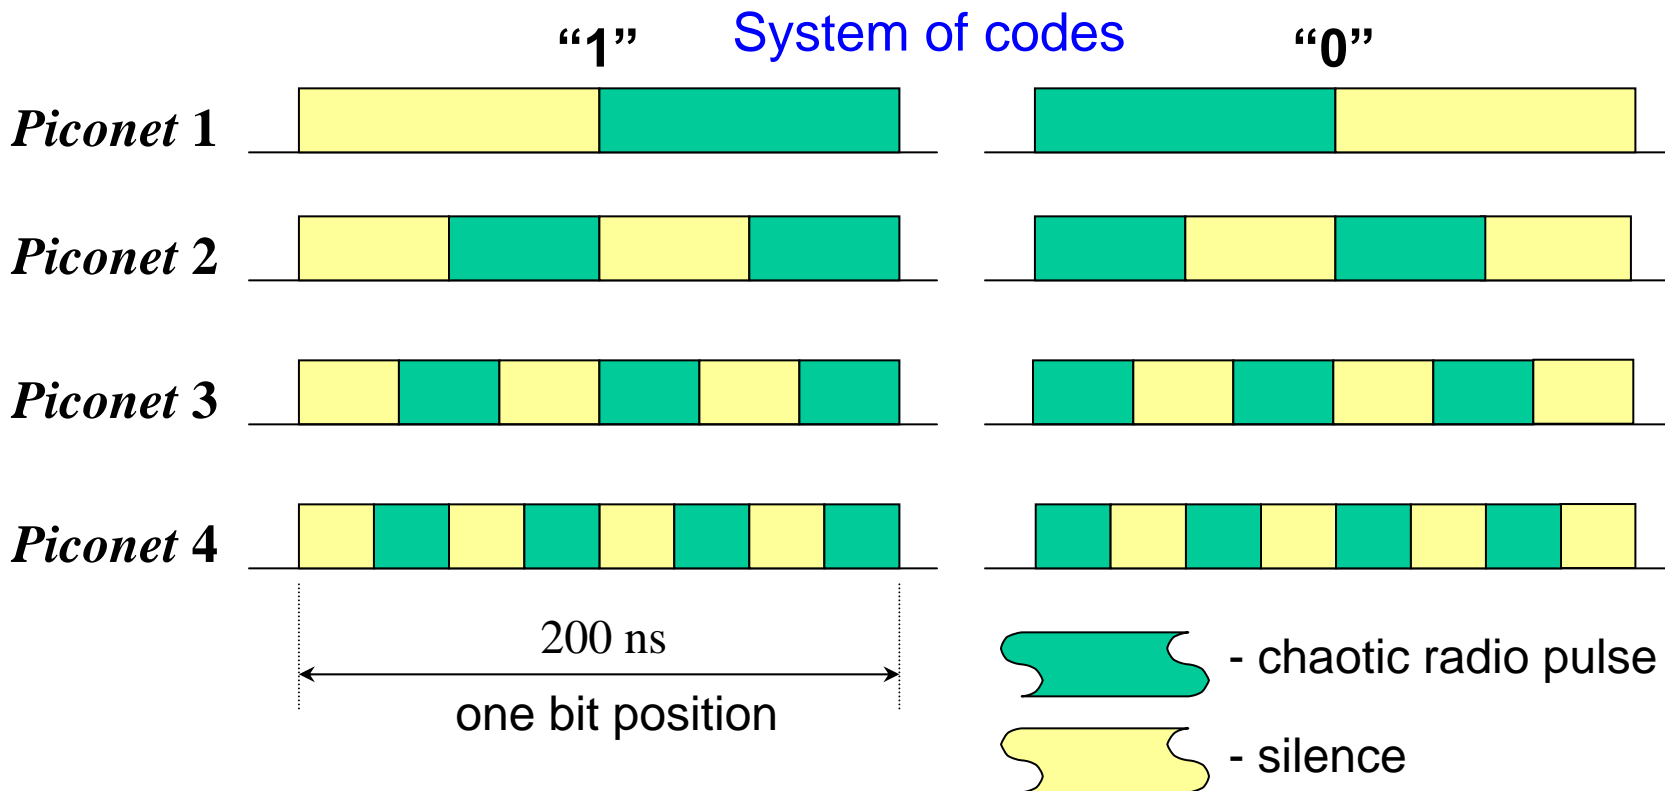 System of codes
“1” “0”
Piconet 1
Piconet 2
Piconet 3
Piconet 4
200 ns
one bit position
- chaotic radio pulse
- silence